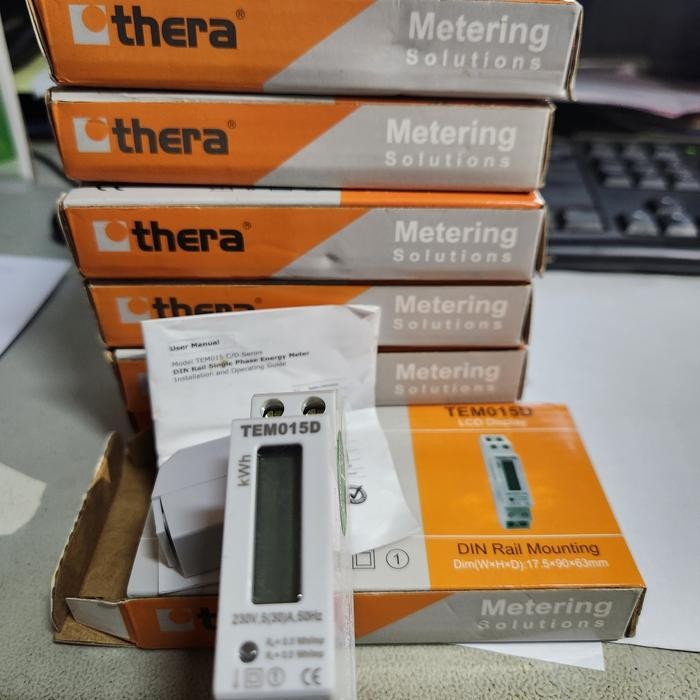 thera®
Metering
Solutions
thera®
Metering
Solutions
thera®
Metering
Solutions
thera
Metering
Solutions
Metering
Solutions
User Manual
Model TEM015 C/D Series
DIN Rail Single Phase Energy Meter
Installation and Operating Guide
TEM015D
LCD Display
DIN Rail Mounting
Dim(W×H×D):17.5×90×63mm
1
Metering
Solutions
TEM015D
kWh
230V,5(30)A,50Hz
CE